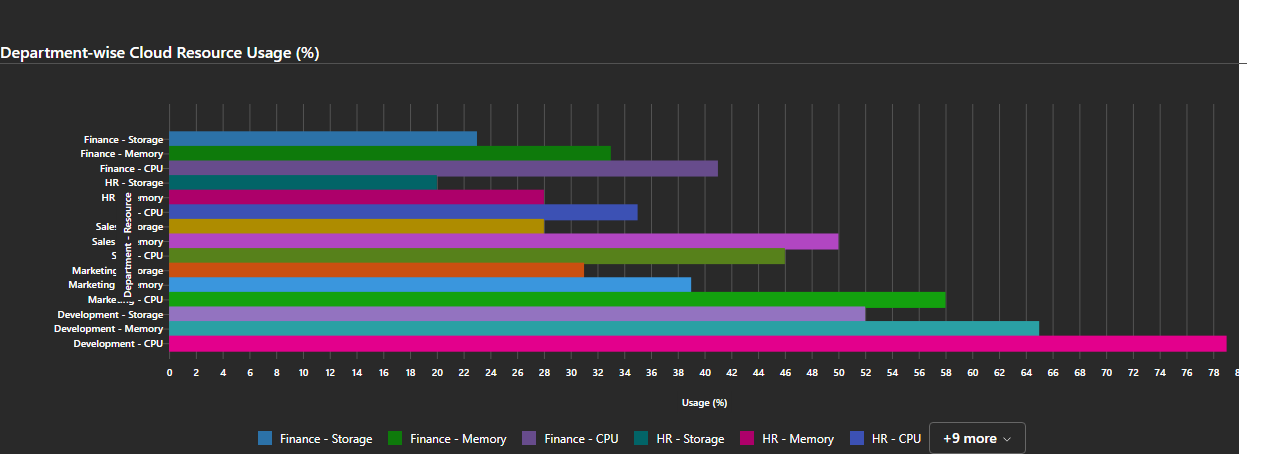 Department-wise Cloud Resource Usage (%)
Finance - Storage
Finance - Memory
Finance - CPU
HR - Storage
HR
- CPU
- CPU
Marketing
Marketing
- CPU
Development - Storage
Development - Memory
Development - CPU
Department - Resource
0 2 4 6 8 10 12 14 16 18 20 22 24 26 28 30 32 34 36 38 40 42 44 46 48 50 52 54 56 58 60 62 64 66 68 70 72 74 76 78
Usage (%)
Finance - Storage Finance - Memory Finance - CPU HR - Storage HR - Memory HR - CPU +9 more